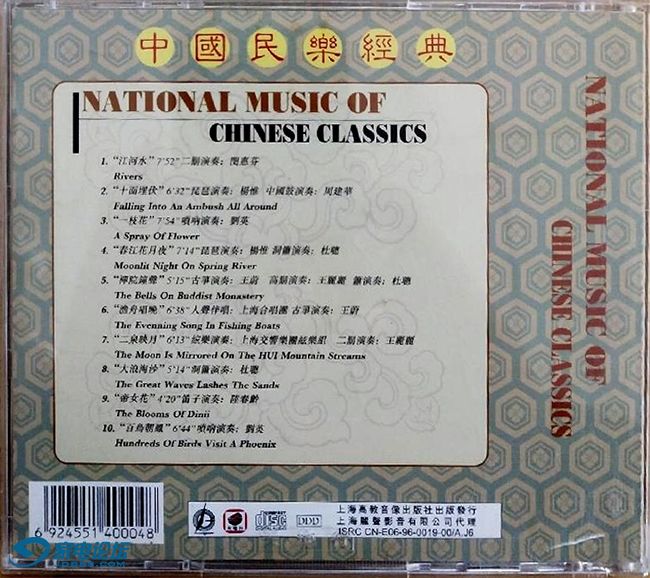 中國民樂經典
NATIONAL MUSIC OF
CHINESE CLASSICS
1. "江河水"7'52"二胡演奏：閔惠芬
Rivers
2. "十面埋伏"6'32"琵琶演奏：楊惟 中國鼓演奏：周建華
Falling Into An Ambush All Around
3. "一枝花"7'54"嗩吶演奏：劉英
A Spray Of Flower
4. "春江花月夜"7'14"琵琶演奏：楊惟 洞簫演奏：杜聰
Moonlit Night On Spring River
5. "禪院鐘聲"5'15"古箏演奏：王蔚 高胡演奏：王麗麗 簫演奏：杜聰
The Bells On Buddist Monastery
6. "漁舟唱晚"6'38"人聲伴唱：上海合唱團 古箏演奏：王蔚
The Evenning Song In Fishing Boats
7. "二泉映月"6'13"絃樂演奏：上海交響樂團絃樂組 二胡演奏：王麗麗
The Moon Is Mirrored On The HUI Mountain Streams
8. "大浪淘沙"5'14"洞簫演奏：杜聰
The Great Waves Lashes The Sands
9. "帝女花"4'20"笛子演奏：陸春齡
The Blooms Of Dinii
10. "百鳥朝鳳"6'44"嗩吶演奏：劉英
Hundreds Of Birds Visit A Phoenix
NATIONAL MUSIC OF
CHINESE CLASSICS
6 924551 400048
COMPACT
disc
DIGITAL AUDIO
DDD
上海高教音像出版社出版發行
上海麗聲影音有限公司代理
ISRC CN-E06-96-0019-00/A.J6